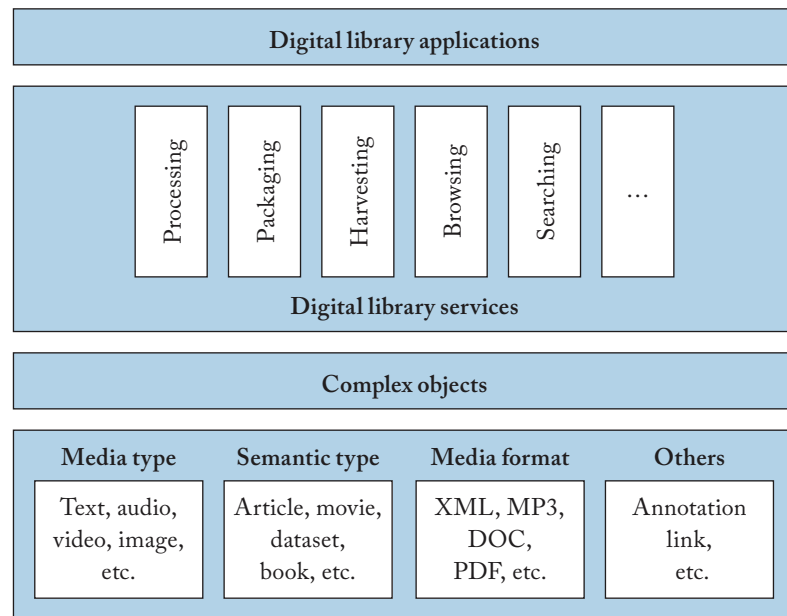 Digital library applications
Processing
Packaging
Harvesting
Browsing
Searching
...
Digital library services
Complex objects
Media type
Text, audio,
video, image,
etc.
Semantic type
Article, movie,
dataset,
book, etc.
Media format
XML, MP3,
DOC,
PDF, etc.
Others
Annotation
link,
etc.